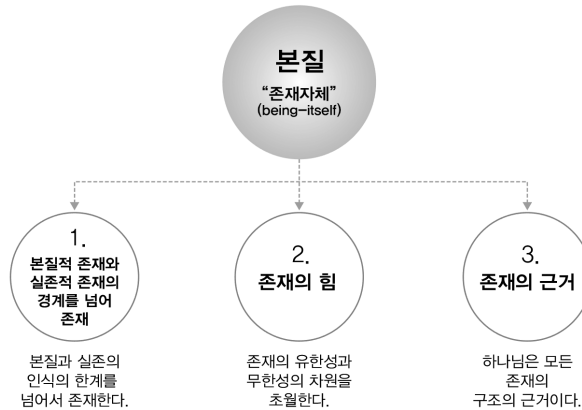 본질
“존재자체”
(being-itself)
1.
본질적 존재와
실존적 존재의
경계를 넘어
존재
2.
존재의 힘
3.
존재의 근거
본질과 실존의
인식의 한계를
넘어서 존재한다.
존재의 유한성과
무한성의 차원을
초월한다.
하나님은 모든
존재의
구조의 근거이다.